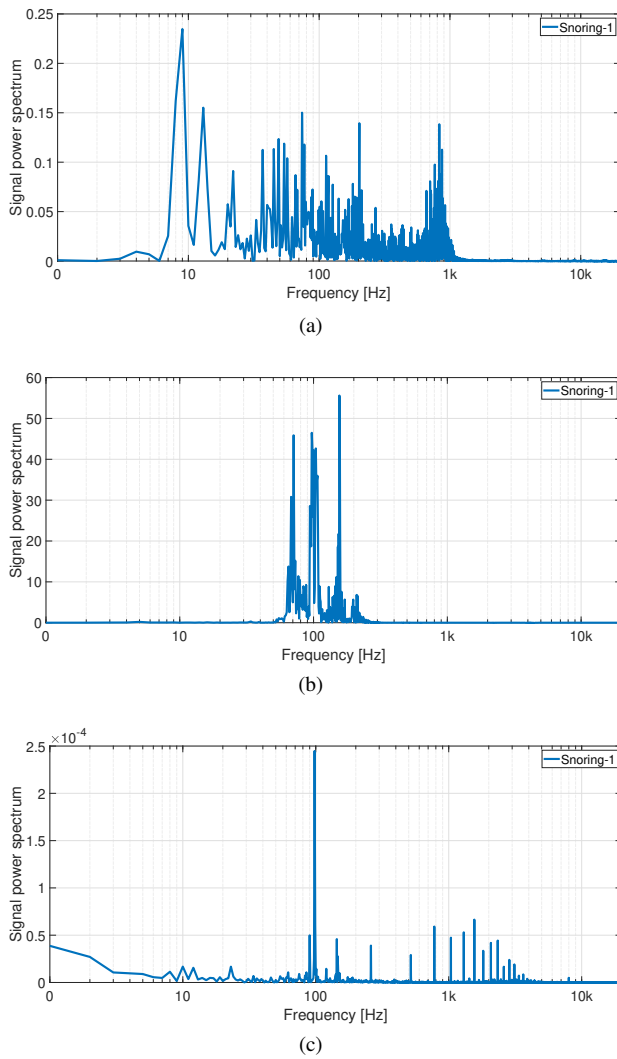 0.25
Snoring-1
0.2
0.15
0.1
0.05
0
Signal power spectrum
0 10 100 1k 10k
Frequency [Hz]
(a)
60
Snoring-1
50
40
30
20
10
0
Signal power spectrum
0 10 100 1k 10k
Frequency [Hz]
(b)
×10⁻⁴
2.5
Snoring-1
2
1.5
1
0.5
0
Signal power spectrum
0 10 100 1k 10k
Frequency [Hz]
(c)